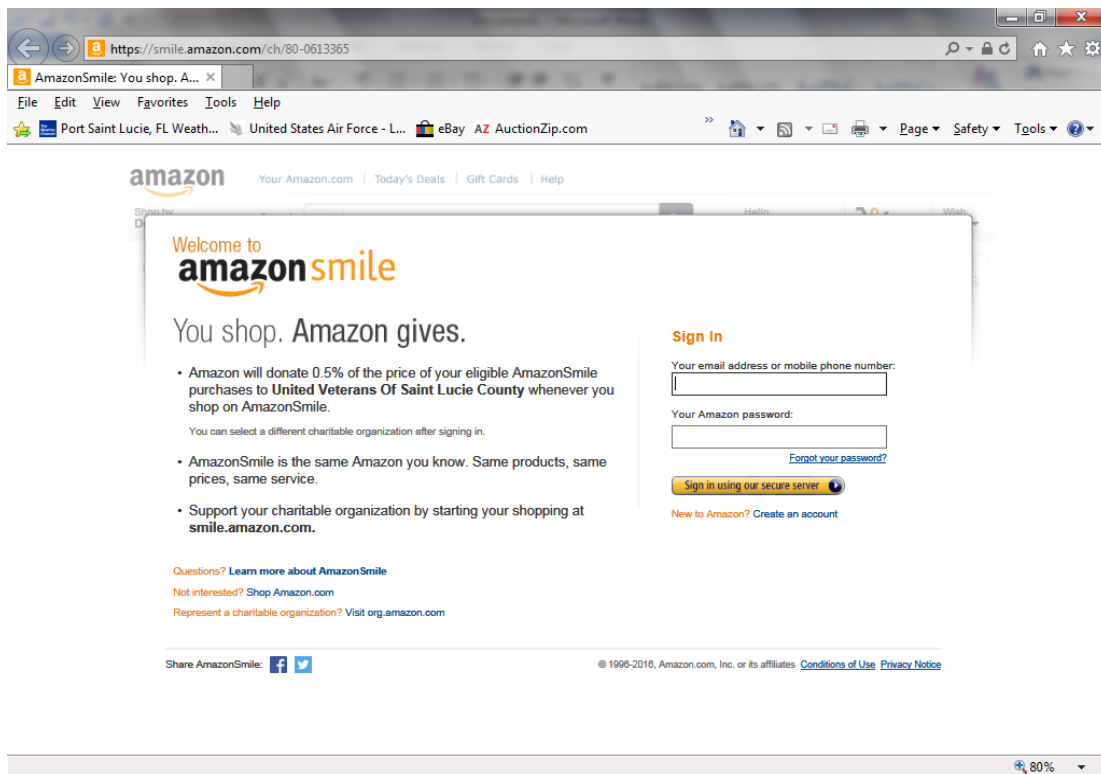 https://smile.amazon.com/ch/80-0613365
AmazonSmile: You shop. A...
File Edit View Favorites Tools Help
Port Saint Lucie, FL Weath... United States Air Force - L... eBay AZ AuctionZip.com » Page Safety Tools
amazon Your Amazon.com | Today's Deals | Gift Cards | Help
Shop by Hello Wish
Welcome to
amazonsmile
You shop. Amazon gives.
• Amazon will donate 0.5% of the price of your eligible AmazonSmile
purchases to United Veterans Of Saint Lucie County whenever you
shop on AmazonSmile.
You can select a different charitable organization after signing in.
• AmazonSmile is the same Amazon you know. Same products, same
prices, same service.
• Support your charitable organization by starting your shopping at
smile.amazon.com.
Questions? Learn more about AmazonSmile
Not interested? Shop Amazon.com
Represent a charitable organization? Visit org.amazon.com
Sign In
Your email address or mobile phone number:
Your Amazon password:
Forgot your password?
Sign in using our secure server
New to Amazon? Create an account
Share AmazonSmile:
© 1996-2016, Amazon.com, Inc. or its affiliates Conditions of Use Privacy Notice
80%